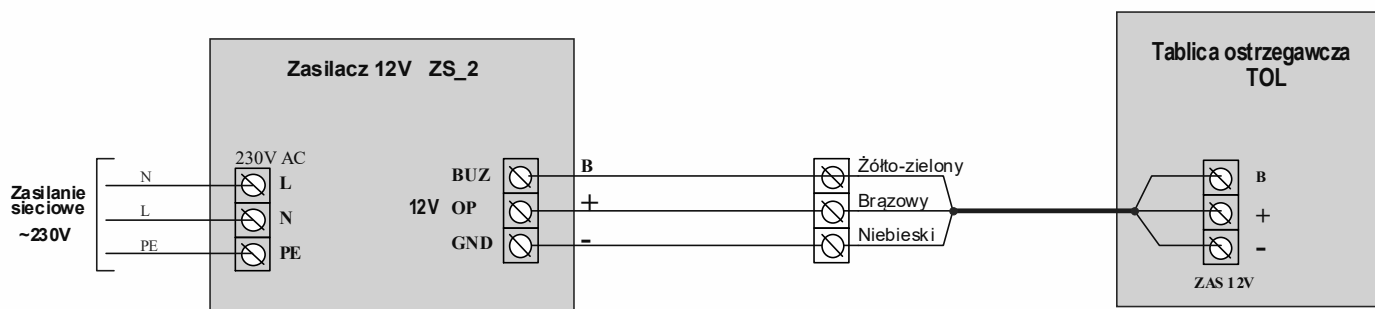 Zasilacz 12V ZS_2
Tablica ostrzegawcza
TOL
Zasilanie
sieciowe
~230V
N
L
PE
230V AC
L
N
PE
12V
BUZ
OP
GND
B
+
-
Żółto-zielony
Brązowy
Niebieski
B
+
-
ZAS 12V